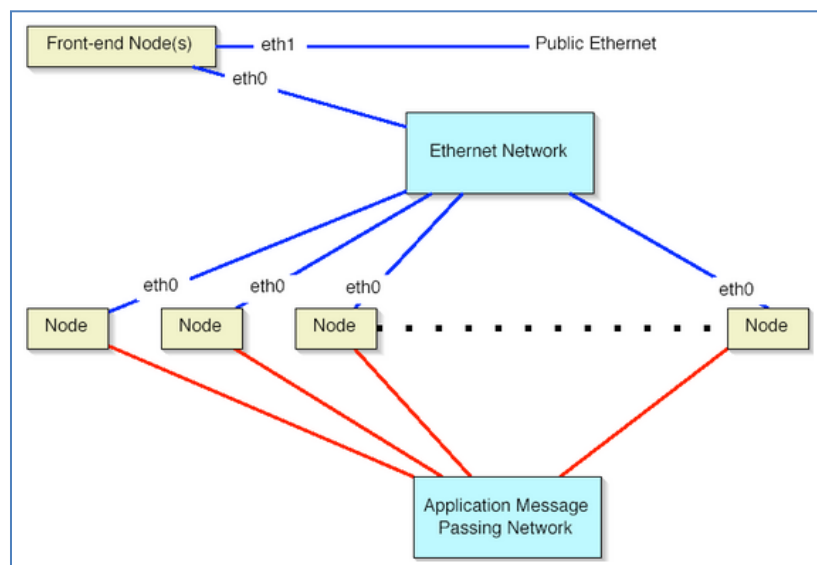 Front-end Node(s)
eth1
Public Ethernet
eth0
Ethernet Network
eth0
eth0
eth0
eth0
Node
Node
Node
Node
Application Message
Passing Network